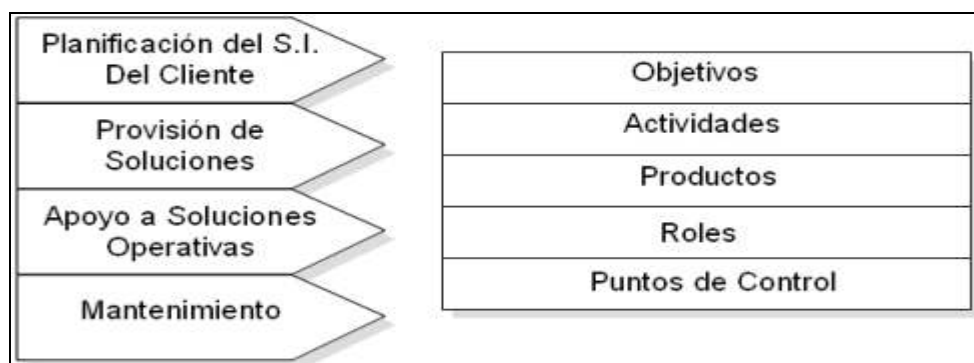 Planificación del S.I.
Del Cliente
Provisión de
Soluciones
Apoyo a Soluciones
Operativas
Mantenimiento
Objetivos
Actividades
Productos
Roles
Puntos de Control